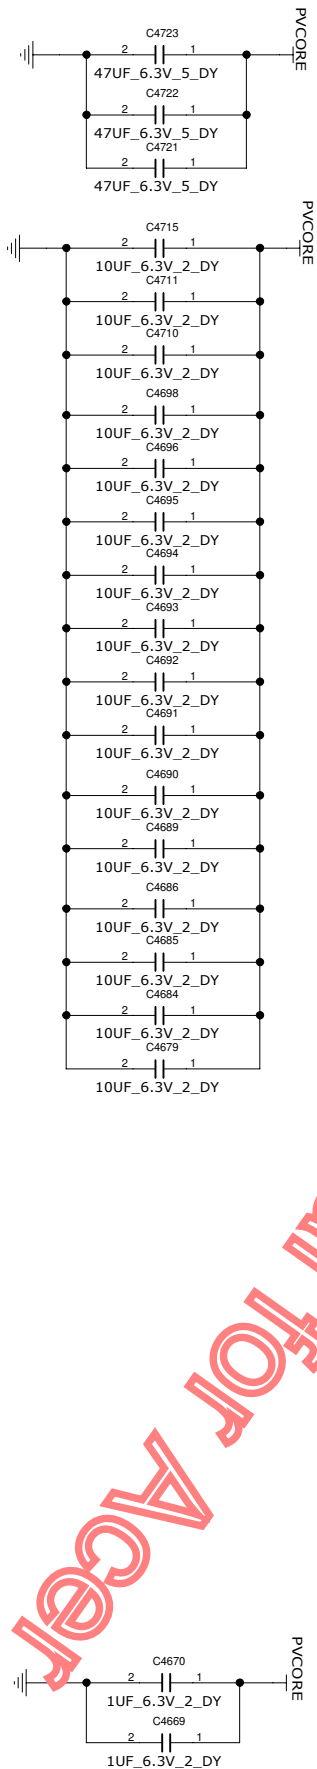 C4723
PVCORE
2 1
47UF_6.3V_5_DY
C4722
2 1
47UF_6.3V_5_DY
C4721
2 1
47UF_6.3V_5_DY
PVCORE
C4715
2 1
10UF_6.3V_2_DY
C4711
2 1
10UF_6.3V_2_DY
C4710
2 1
10UF_6.3V_2_DY
C4698
2 1
10UF_6.3V_2_DY
C4696
2 1
10UF_6.3V_2_DY
C4695
2 1
10UF_6.3V_2_DY
C4694
2 1
10UF_6.3V_2_DY
C4693
2 1
10UF_6.3V_2_DY
C4692
2 1
10UF_6.3V_2_DY
C4691
2 1
10UF_6.3V_2_DY
C4690
2 1
10UF_6.3V_2_DY
C4689
2 1
10UF_6.3V_2_DY
C4686
2 1
10UF_6.3V_2_DY
C4685
2 1
10UF_6.3V_2_DY
C4684
2 1
10UF_6.3V_2_DY
C4679
2 1
10UF_6.3V_2_DY
for Acer
PVCORE
C4670
2 1
1UF_6.3V_2_DY
C4669
2 1
1UF_6.3V_2_DY